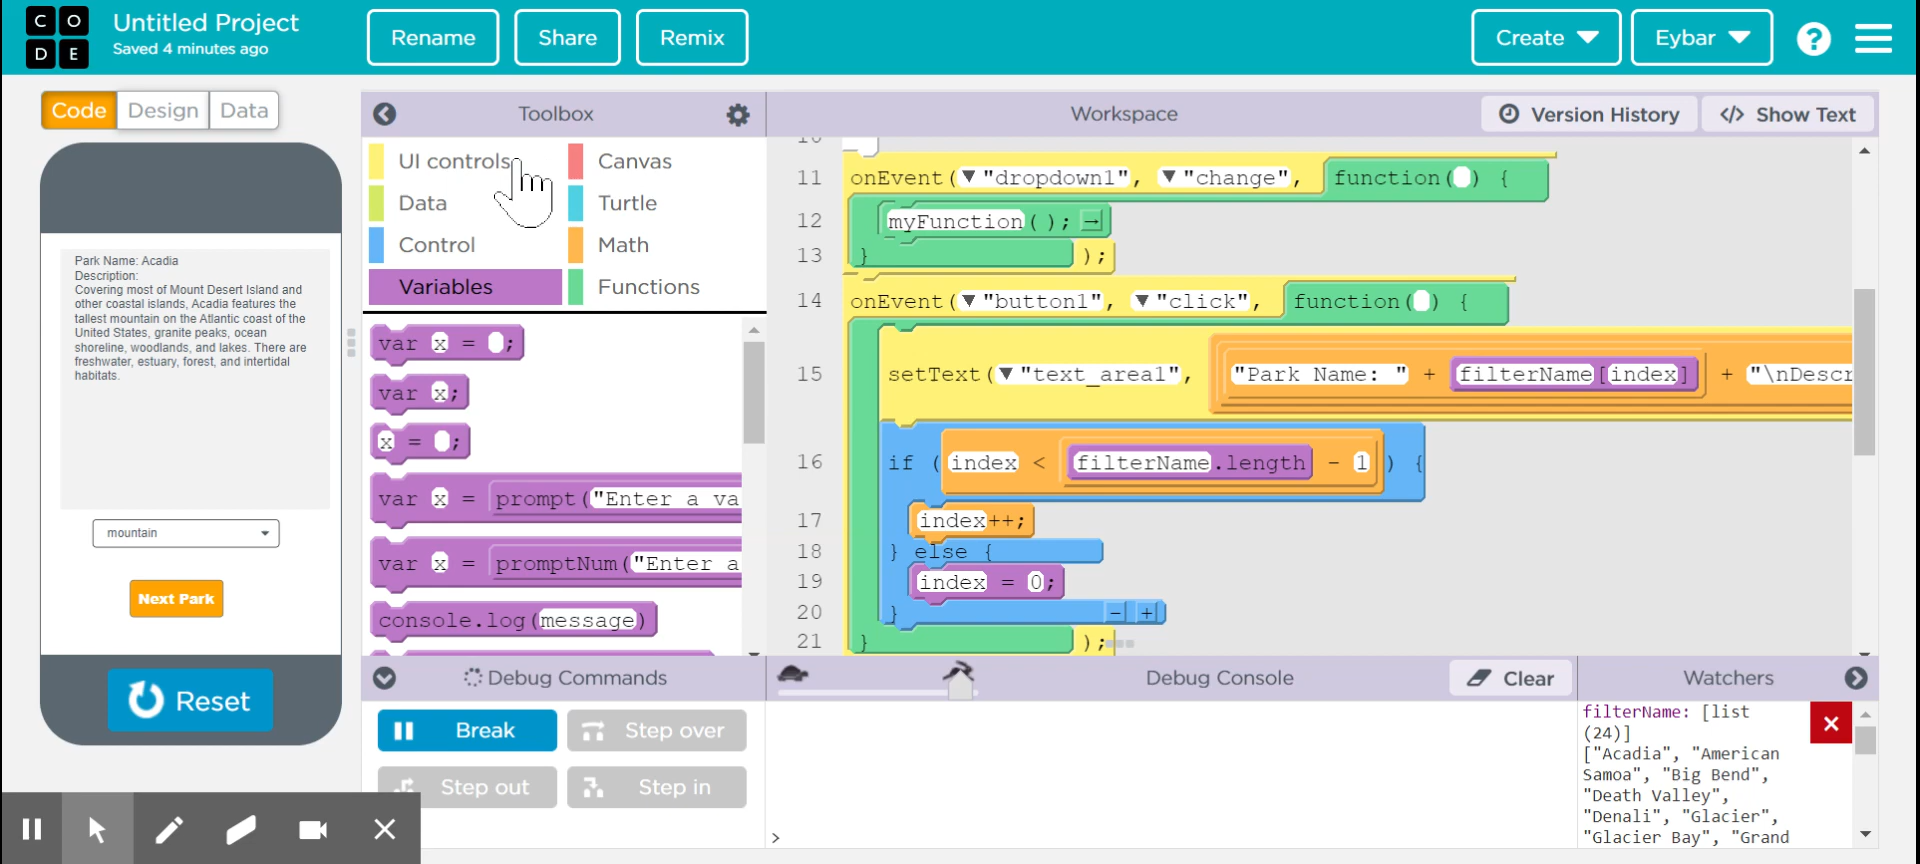 C O
D E
Untitled Project
Saved 4 minutes ago
Rename
Share
Remix
Create
Eybar
?
Code
Design
Data
Toolbox
Workspace
Version History
</> Show Text
UI controls
Canvas
Data
Turtle
Control
Math
Variables
Functions
Park Name: Acadia
Description:
Covering most of Mount Desert Island and
other coastal islands, Acadia features the
tallest mountain on the Atlantic coast of the
United States, granite peaks, ocean
shoreline, woodlands, and lakes. There are
freshwater, estuary, forest, and intertidal
habitats.
mountain
Next Park
Reset
var x = ;
var x;
x = ;
var x = prompt("Enter a va
var x = promptNum("Enter a
console.log(message)
11 onEvent(▼"dropdown1", ▼"change", function( ) {
12 myFunction(); →
13 } );
14 onEvent(▼"button1", ▼"click", function( ) {
15 setText(▼"text_area1", "Park Name: " + filterName[index] + "\nDescr
16 if (index < filterName.length - 1) {
17 index++;
18 } else {
19 index = 0;
20 } - +
21 } );
Debug Commands
Debug Console
Clear
Watchers
Break
Step over
Step out
Step in
>
filterName: [list
(24)]
["Acadia", "American
Samoa", "Big Bend",
"Death Valley",
"Denali", "Glacier",
"Glacier Bay", "Grand